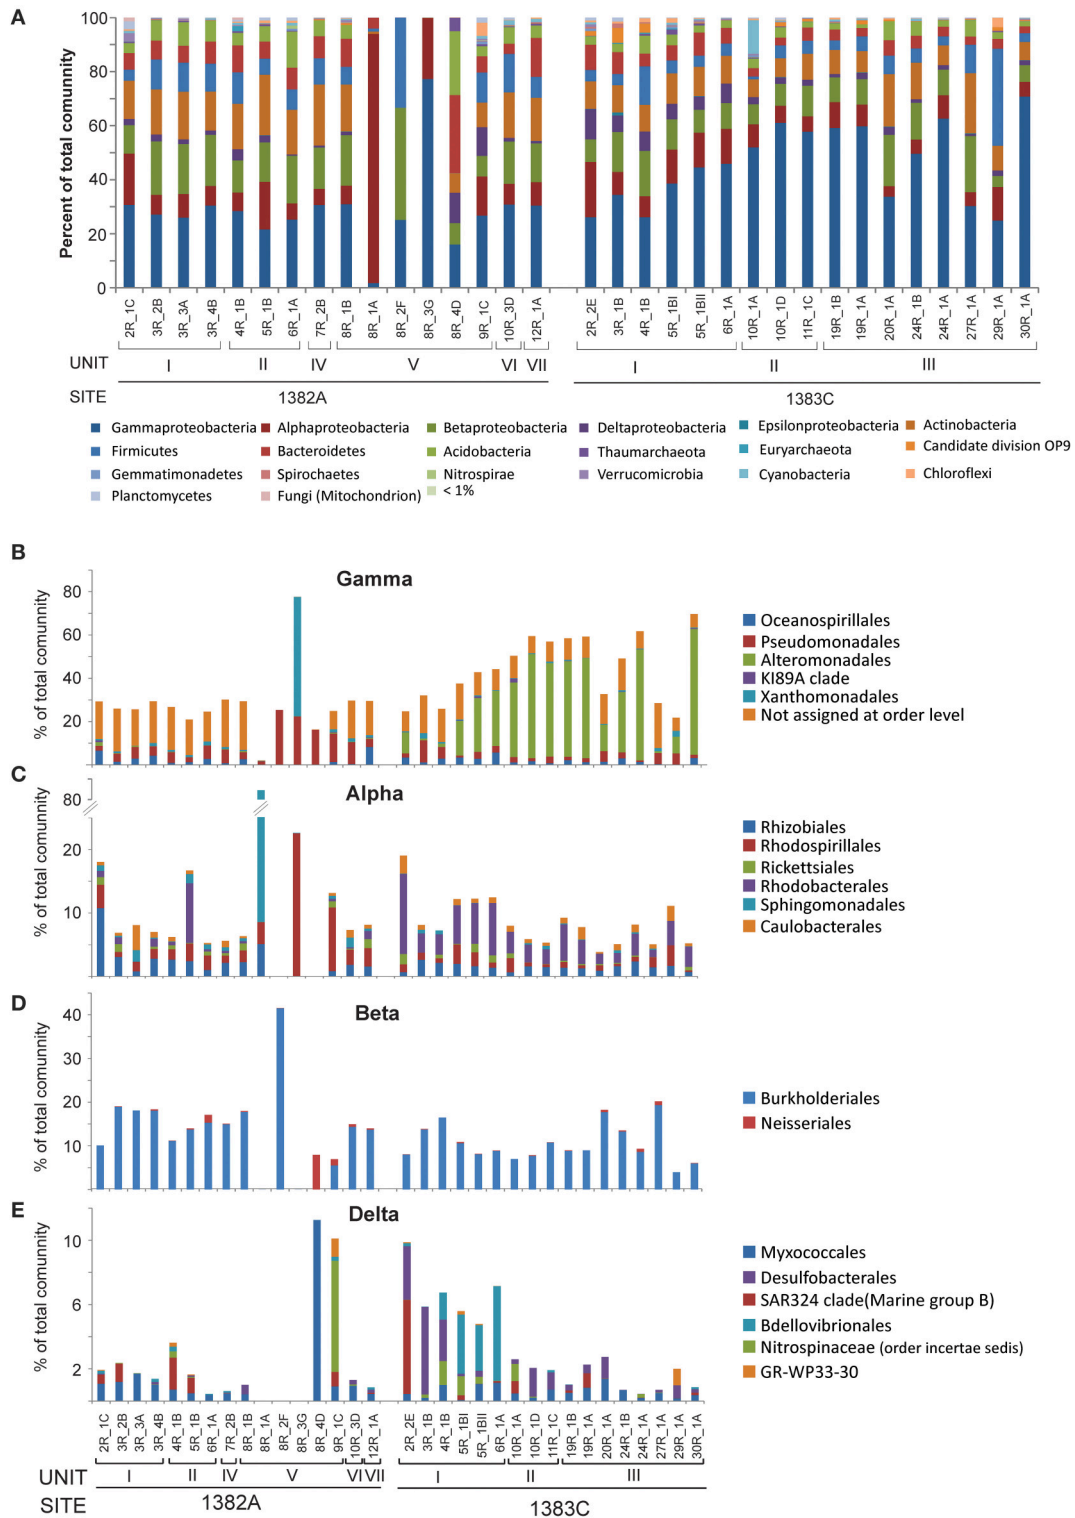 A
Percent of total comunity
100
80
60
40
20
0
2R_1C 3R_2B 3R_3A 3R_4B 4R_1B 5R_1B 6R_1A 7R_2B 8R_1B 8R_1A 8R_2F 8R_3G 8R_4D 9R_1C 10R_3D 12R_1A 2R_2E 3R_1B 4R_1B 5R_1BI 5R_1BII 6R_1A 10R_1A 10R_1D 11R_1C 19R_1B 19R_1A 20R_1A 24R_1B 24R_1A 27R_1A 29R_1A 30R_1A
UNIT I II IV V VI VII I II III
SITE 1382A 1383C
Gammaproteobacteria Alphaproteobacteria Betaproteobacteria Deltaproteobacteria Epsilonproteobacteria Actinobacteria
Firmicutes Bacteroidetes Acidobacteria Thaumarchaeota Euryarchaeota Candidate division OP9
Gemmatimonadetes Spirochaetes Nitrospirae Verrucomicrobia Cyanobacteria Chloroflexi
Planctomycetes Fungi (Mitochondrion) < 1%
B
Gamma
% of total comunnity
80
60
40
20
Oceanospirillales
Pseudomonadales
Alteromonadales
KI89A clade
Xanthomonadales
Not assigned at order level
C
Alpha
% of total comunnity
80
20
10
Rhizobiales
Rhodospirillales
Rickettsiales
Rhodobacterales
Sphingomonadales
Caulobacterales
D
Beta
% of total comunnity
40
30
20
10
Burkholderiales
Neisseriales
E
Delta
% of total comunnity
10
6
2
Myxococcales
Desulfobacterales
SAR324 clade(Marine group B)
Bdellovibrionales
Nitrospinaceae (order incertae sedis)
GR-WP33-30
2R_1C 3R_2B 3R_3A 3R_4B 4R_1B 5R_1B 6R_1A 7R_2B 8R_1B 8R_1A 8R_2F 8R_3G 8R_4D 9R_1C 10R_3D 12R_1A 2R_2E 3R_1B 4R_1B 5R_1BI 5R_1BII 6R_1A 10R_1A 10R_1D 11R_1C 19R_1B 19R_1A 20R_1A 24R_1B 24R_1A 27R_1A 29R_1A 30R_1A
UNIT I II IV V VI VII I II III
SITE 1382A 1383C